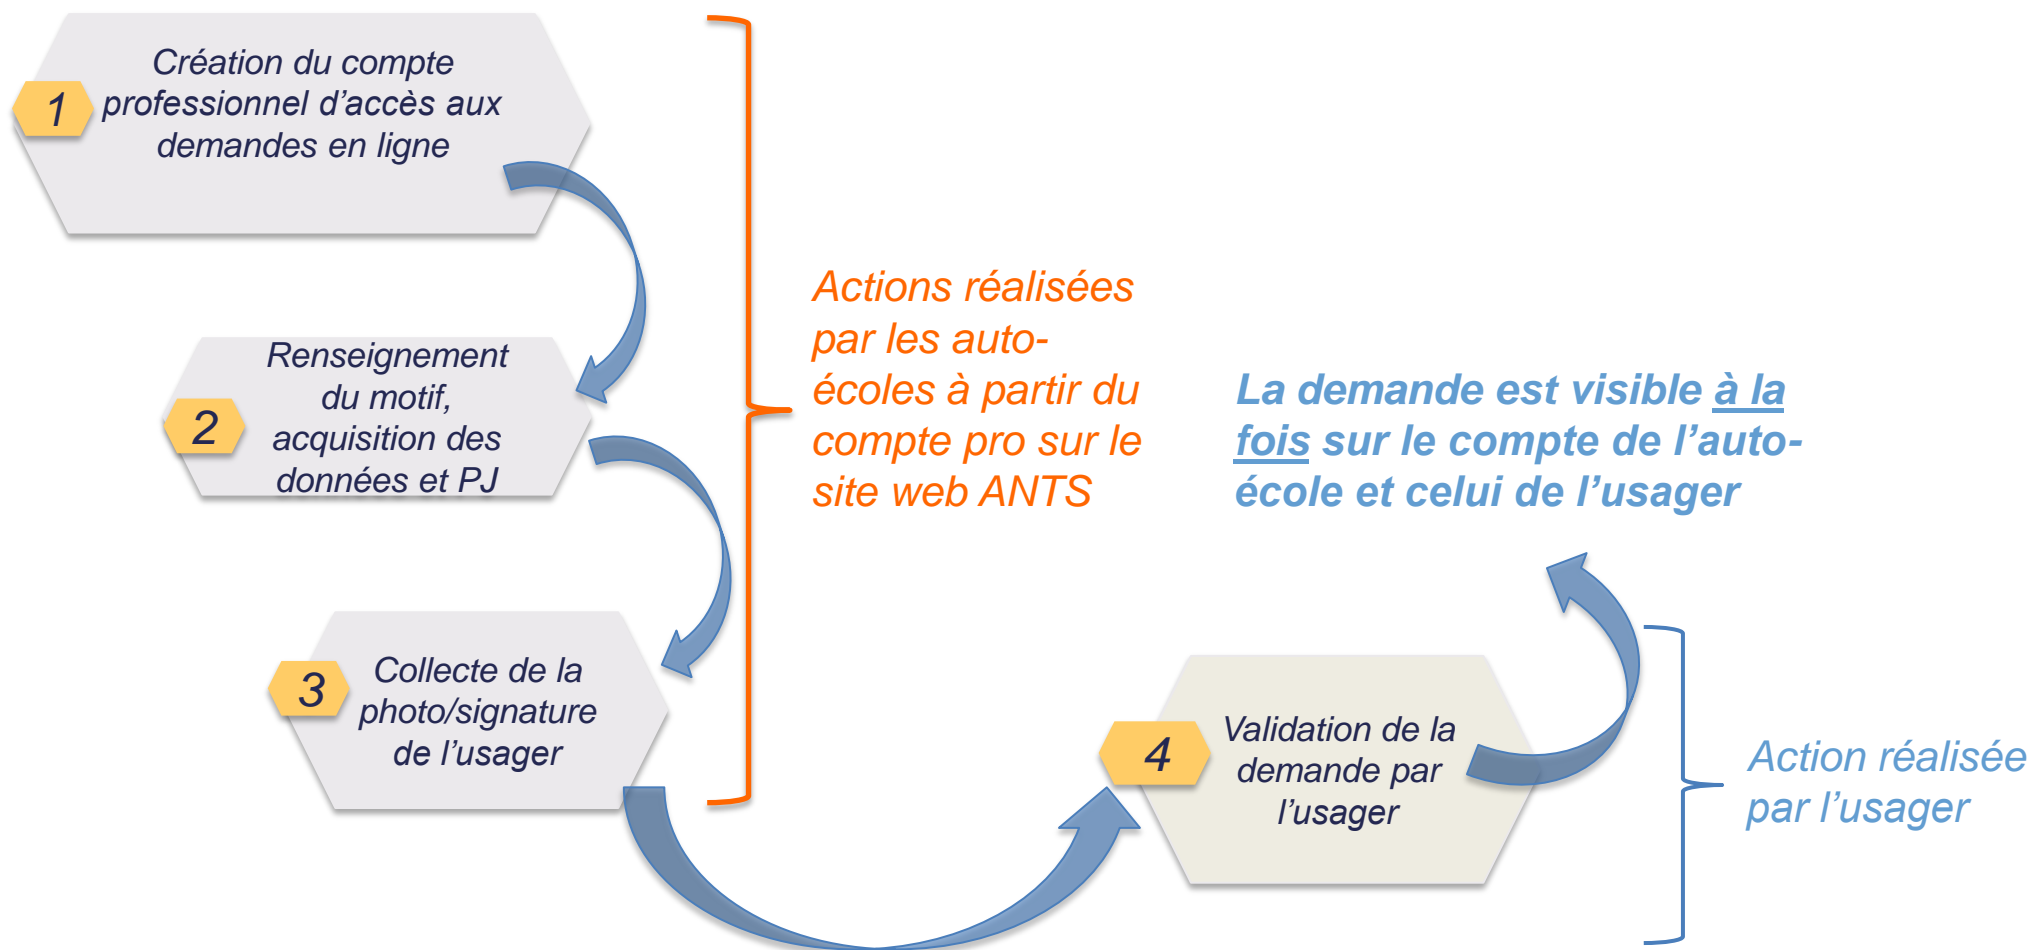 1
Création du compte
professionnel d’accès aux
demandes en ligne
2
Renseignement
du motif,
acquisition des
données et PJ
3
Collecte de la
photo/signature
de l’usager
Actions réalisées
par les auto-
écoles à partir du
compte pro sur le
site web ANTS
4
Validation de la
demande par
l’usager
La demande est visible à la
fois sur le compte de l’auto-
école et celui de l’usager
Action réalisée
par l’usager